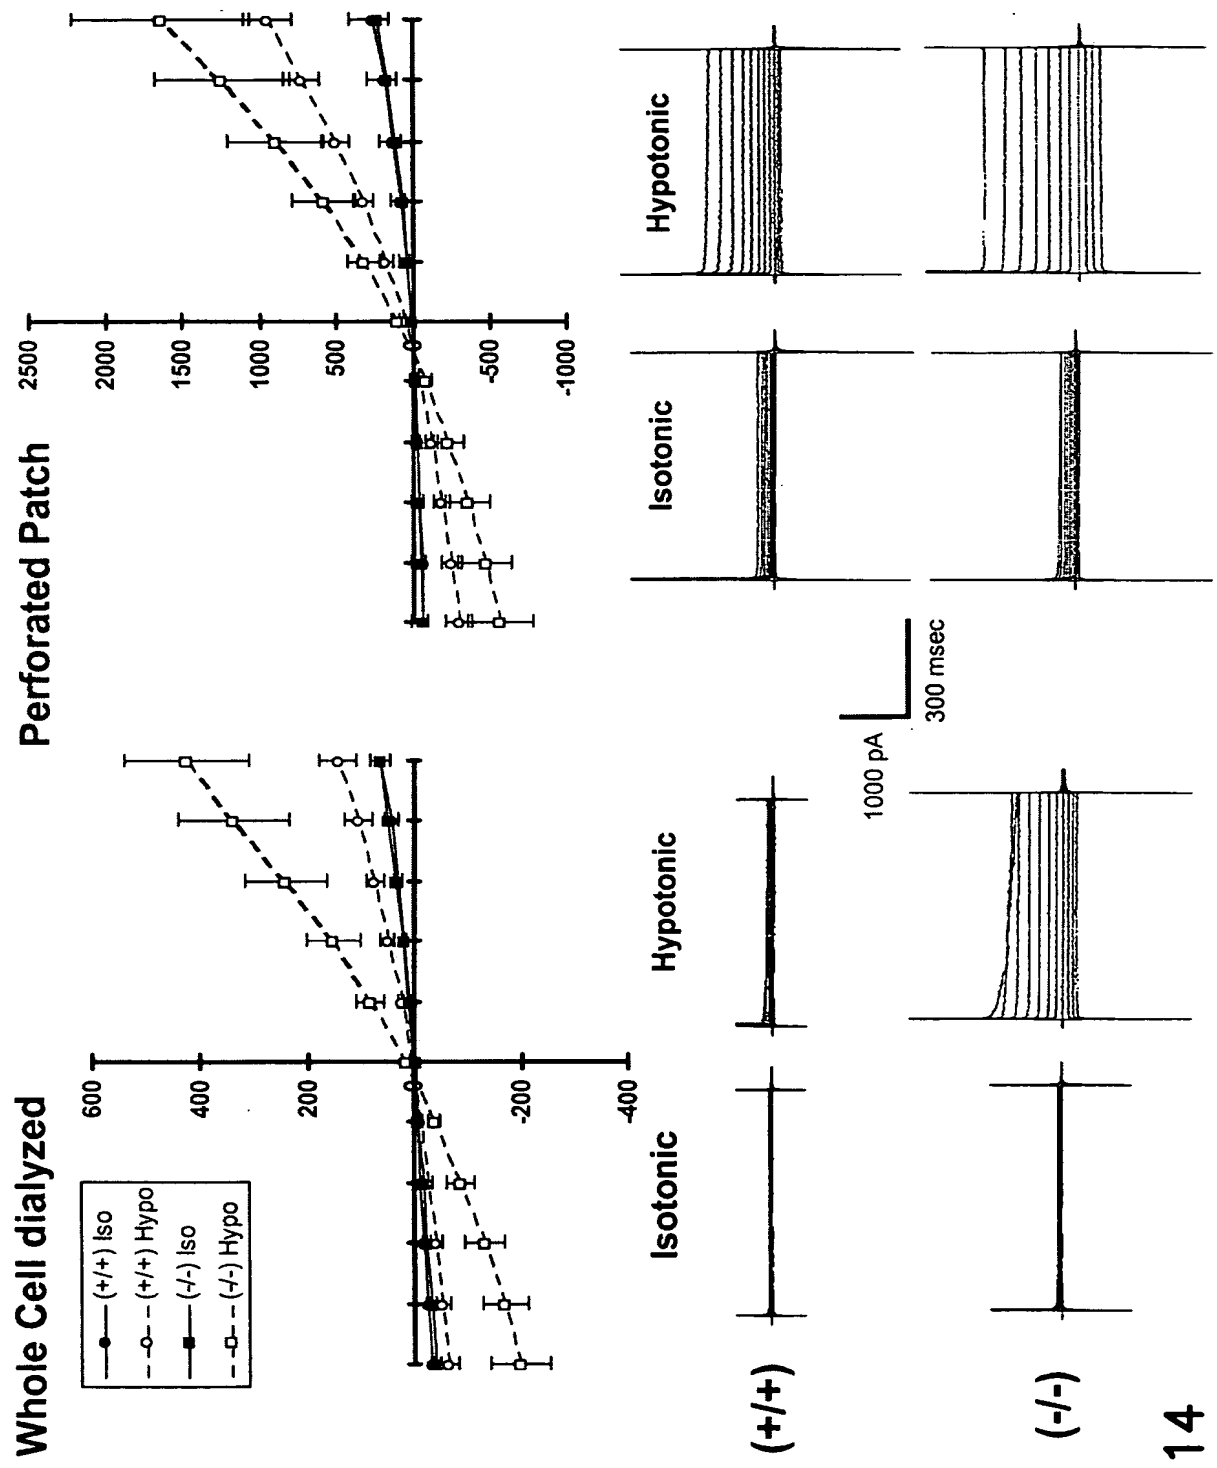 Whole Cell dialyzed
(+/+) Iso
(+/+) Hypo
(-/-) Iso
(-/-) Hypo
600
400
200
0
-200
-400
Perforated Patch
2500
2000
1500
1000
500
0
-500
-1000
Isotonic
Hypotonic
Isotonic
Hypotonic
(+/+)
1000 pA
300 msec
(-/-)
14